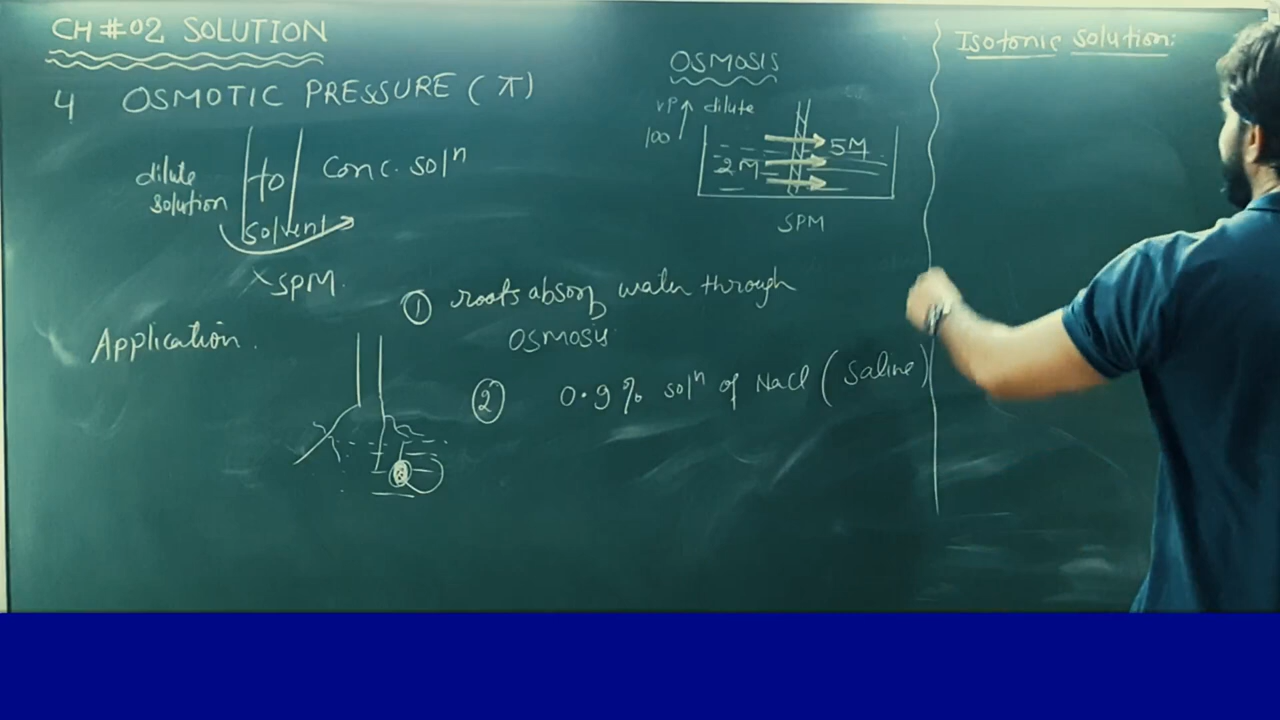 CH #02 SOLUTION
4 OSMOTIC PRESSURE (π)
dilute
solution
to
Conc. solⁿ
solvent
SPM.
OSMOSIS
VP↑ dilute
100
2M
5M
SPM
Application.
① roots absorb water through
OSMOSIS
② 0.9% solⁿ of NaCl (Saline)
Isotonic solution: